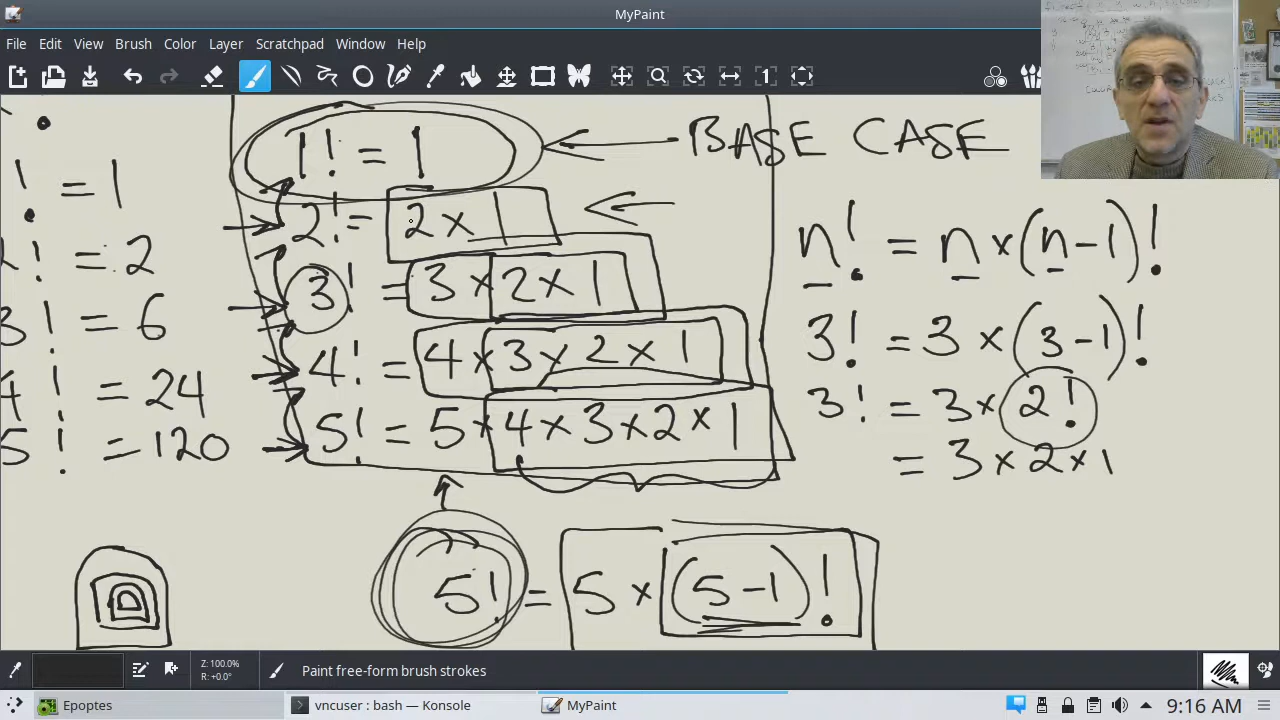 MyPaint
File Edit View Brush Color Layer Scratchpad Window Help
! = 1
! = 2
3! = 6
! = 24
5! = 120
1! = 1
2! = 2 × 1
3! = 3 × 2 × 1
4! = 4 × 3 × 2 × 1
5! = 5 × 4 × 3 × 2 × 1
BASE CASE
n! = n × (n-1)!
3! = 3 × (3-1)!
3! = 3 × 2!
= 3 × 2 × 1
5! = 5 × (5-1)!
Z: 100.0%
R: +0.0°
Paint free-form brush strokes
Epoptes
vncuser : bash — Konsole
MyPaint
9:16 AM